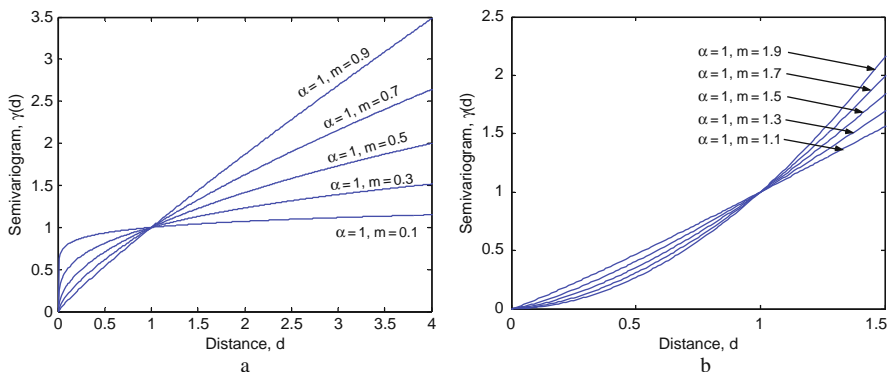 3.5
3
2.5
2
1.5
1
0.5
0
Semivariogram, γ(d)
α = 1, m = 0.9
α = 1, m = 0.7
α = 1, m = 0.5
α = 1, m = 0.3
α = 1, m = 0.1
0 0.5 1 1.5 2 2.5 3 3.5 4
Distance, d
a
2.5
2
1.5
1
0.5
0
Semivariogram, γ(d)
α = 1, m = 1.9
α = 1, m = 1.7
α = 1, m = 1.5
α = 1, m = 1.3
α = 1, m = 1.1
0 0.5 1 1.5
Distance, d
b